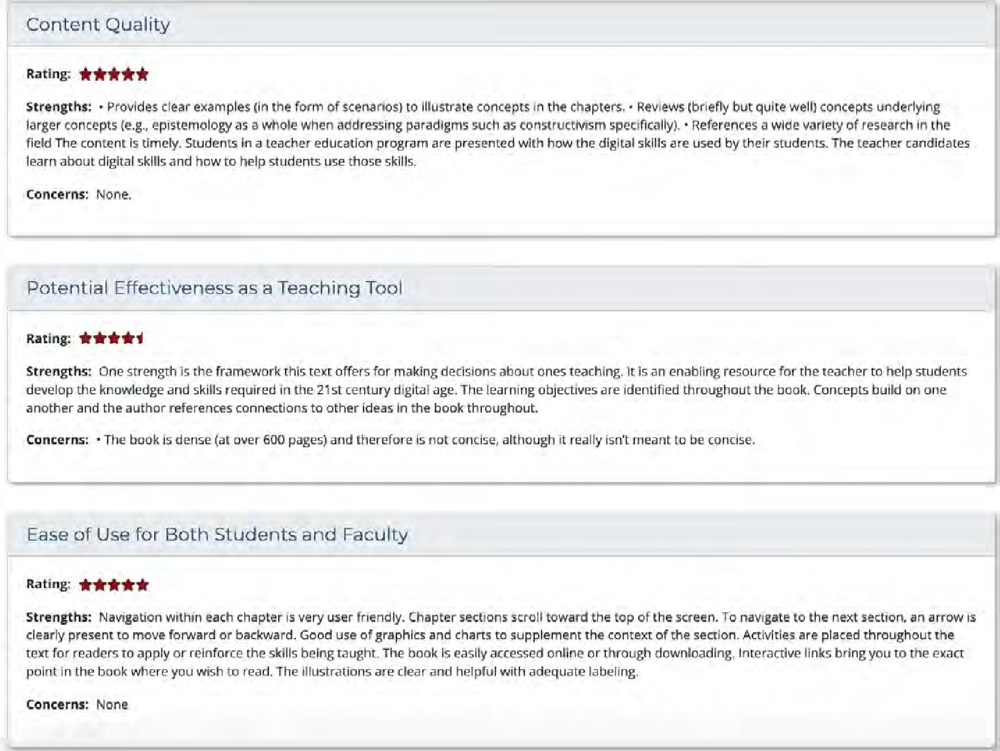 Content Quality
Rating:
Strengths: • Provides clear examples (in the form of scenarios) to illustrate concepts in the chapters. • Reviews (briefly but quite well) concepts underlying
larger concepts (e.g., epistemology as a whole when addressing paradigms such as constructivism specifically). • References a wide variety of research in the
field The content is timely. Students in a teacher education program are presented with how the digital skills are used by their students. The teacher candidates
learn about digital skills and how to help students use those skills.
Concerns: None.
Potential Effectiveness as a Teaching Tool
Rating:
Strengths: One strength is the framework this text offers for making decisions about ones teaching. It is an enabling resource for the teacher to help students
develop the knowledge and skills required in the 21st century digital age. The learning objectives are identified throughout the book. Concepts build on one
another and the author references connections to other ideas in the book throughout.
Concerns: • The book is dense (at over 600 pages) and therefore is not concise, although it really isn't meant to be concise.
Ease of Use for Both Students and Faculty
Rating:
Strengths: Navigation within each chapter is very user friendly. Chapter sections scroll toward the top of the screen. To navigate to the next section, an arrow is
clearly present to move forward or backward. Good use of graphics and charts to supplement the context of the section. Activities are placed throughout the
text for readers to apply or reinforce the skills being taught. The book is easily accessed online or through downloading. Interactive links bring you to the exact
point in the book where you wish to read. The illustrations are clear and helpful with adequate labeling.
Concerns: None